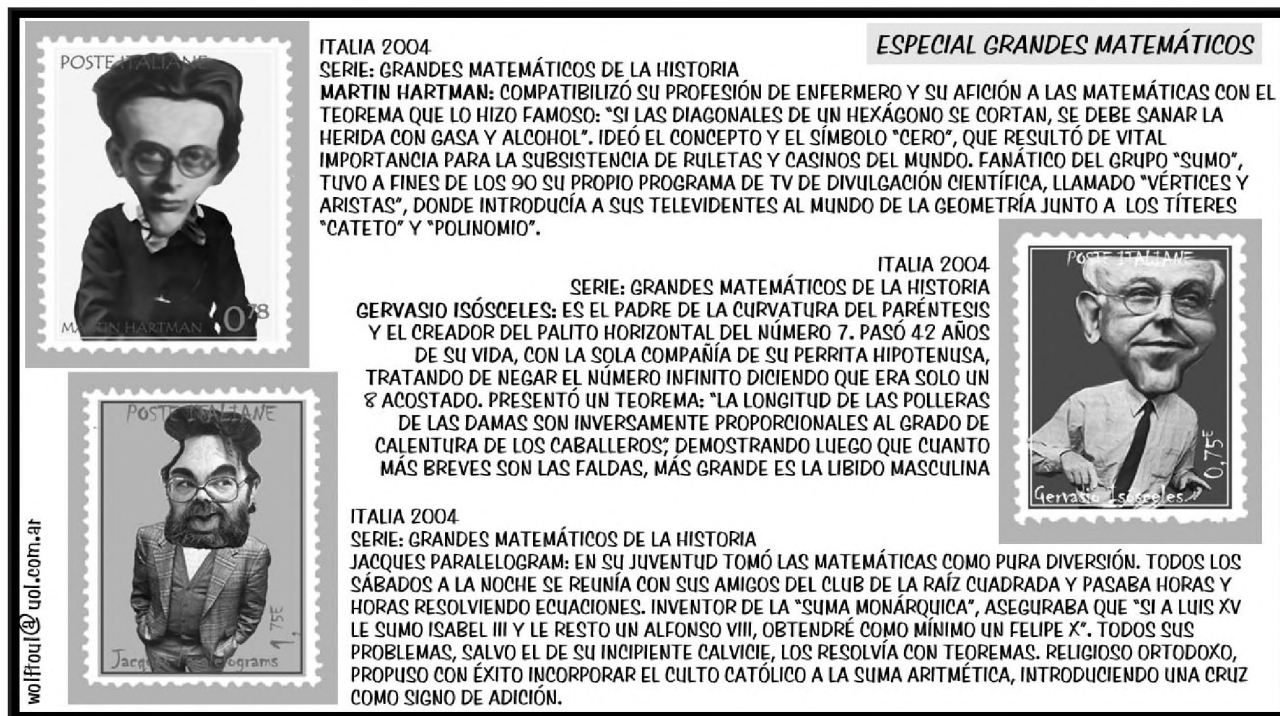 ESPECIAL GRANDES MATEMÁTICOS
POSTE ITALIANE
MARTIN HARTMAN
0,78
ITALIA 2004
SERIE: GRANDES MATEMÁTICOS DE LA HISTORIA
MARTIN HARTMAN: COMPATIBILIZÓ SU PROFESIÓN DE ENFERMERO Y SU AFICIÓN A LAS MATEMÁTICAS CON EL
TEOREMA QUE LO HIZO FAMOSO: "SI LAS DIAGONALES DE UN HEXÁGONO SE CORTAN, SE DEBE SANAR LA
HERIDA CON GASA Y ALCOHOL". IDEÓ EL CONCEPTO Y EL SÍMBOLO "CERO", QUE RESULTÓ DE VITAL
IMPORTANCIA PARA LA SUBSISTENCIA DE RULETAS Y CASINOS DEL MUNDO. FANÁTICO DEL GRUPO "SUMO",
TUVO A FINES DE LOS 90 SU PROPIO PROGRAMA DE TV DE DIVULGACIÓN CIENTÍFICA, LLAMADO "VÉRTICES Y
ARISTAS", DONDE INTRODUCÍA A SUS TELEVIDENTES AL MUNDO DE LA GEOMETRÍA JUNTO A LOS TÍTERES
"CATETO" Y "POLINOMIO".
ITALIA 2004
SERIE: GRANDES MATEMÁTICOS DE LA HISTORIA
GERVASIO ISÓSCELES: ES EL PADRE DE LA CURVATURA DEL PARÉNTESIS
Y EL CREADOR DEL PALITO HORIZONTAL DEL NÚMERO 7. PASÓ 42 AÑOS
DE SU VIDA, CON LA SOLA COMPAÑÍA DE SU PERRITA HIPOTENUSA,
TRATANDO DE NEGAR EL NÚMERO INFINITO DICIENDO QUE ERA SOLO UN
8 ACOSTADO. PRESENTÓ UN TEOREMA: "LA LONGITUD DE LAS POLLERAS
DE LAS DAMAS SON INVERSAMENTE PROPORCIONALES AL GRADO DE
CALENTURA DE LOS CABALLEROS", DEMOSTRANDO LUEGO QUE CUANTO
MÁS BREVES SON LAS FALDAS, MÁS GRANDE ES LA LIBIDO MASCULINA
POSTE ITALIANE
0,75E
Gervasio Isósceles
POSTE ITALIANE
1,75E
ITALIA 2004
SERIE: GRANDES MATEMÁTICOS DE LA HISTORIA
JACQUES PARALELOGRAM: EN SU JUVENTUD TOMÓ LAS MATEMÁTICAS COMO PURA DIVERSIÓN. TODOS LOS
SÁBADOS A LA NOCHE SE REUNÍA CON SUS AMIGOS DEL CLUB DE LA RAÍZ CUADRADA Y PASABA HORAS Y
HORAS RESOLVIENDO ECUACIONES. INVENTOR DE LA "SUMA MONÁRQUICA", ASEGURABA QUE "SI A LUIS XV
LE SUMO ISABEL III Y LE RESTO UN ALFONSO VIII, OBTENDRÉ COMO MÍNIMO UN FELIPE X". TODOS SUS
PROBLEMAS, SALVO EL DE SU INCIPIENTE CALVICIE, LOS RESOLVÍA CON TEOREMAS. RELIGIOSO ORTODOXO,
PROPUSO CON ÉXITO INCORPORAR EL CULTO CATÓLICO A LA SUMA ARITMÉTICA, INTRODUCIENDO UNA CRUZ
COMO SIGNO DE ADICIÓN.